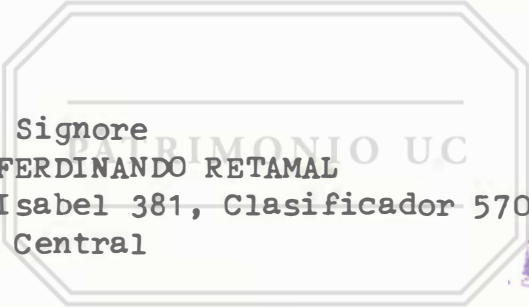 Signore
PATRIMONIO UC
FERDINANDO RETAMAL
Isabel 381, Clasificador 570
Central